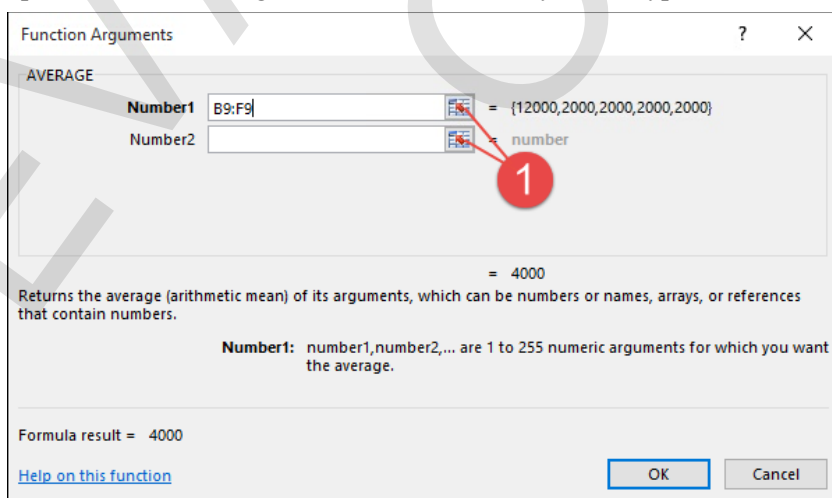 Function Arguments ? ×
AVERAGE
Number1 B9:F9 = {12000,2000,2000,2000,2000}
Number2 = number
1
= 4000
Returns the average (arithmetic mean) of its arguments, which can be numbers or names, arrays, or references
that contain numbers.
Number1: number1,number2,... are 1 to 255 numeric arguments for which you want
the average.
Formula result = 4000
Help on this function OK Cancel